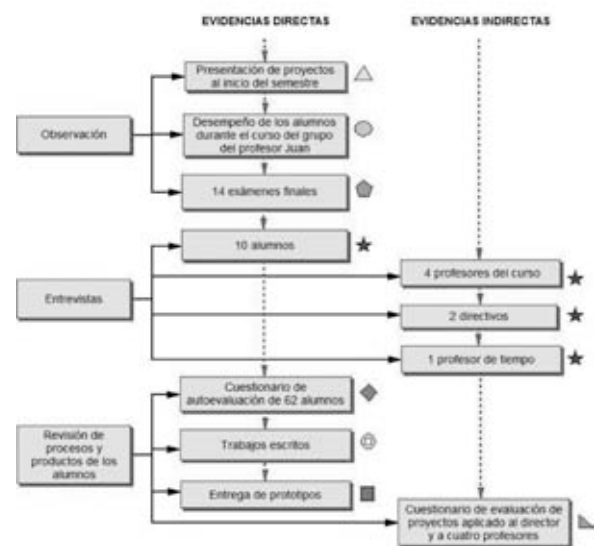 EVIDENCIAS DIRECTAS
EVIDENCIAS INDIRECTAS
Presentación de proyectos
al inicio del semestre
Observación
Desempeño de los alumnos
durante el curso del grupo
del profesor Juan
14 exámenes finales
10 alumnos
4 profesores del curso
Entrevistas
2 directivos
1 profesor de tiempo
Cuestionario de
autoevaluación de 62 alumnos
Revisión de
procesos y
productos de los
alumnos
Trabajos escritos
Entrega de prototipos
Cuestionario de evaluación de
proyectos aplicado al director
y a cuatro profesores